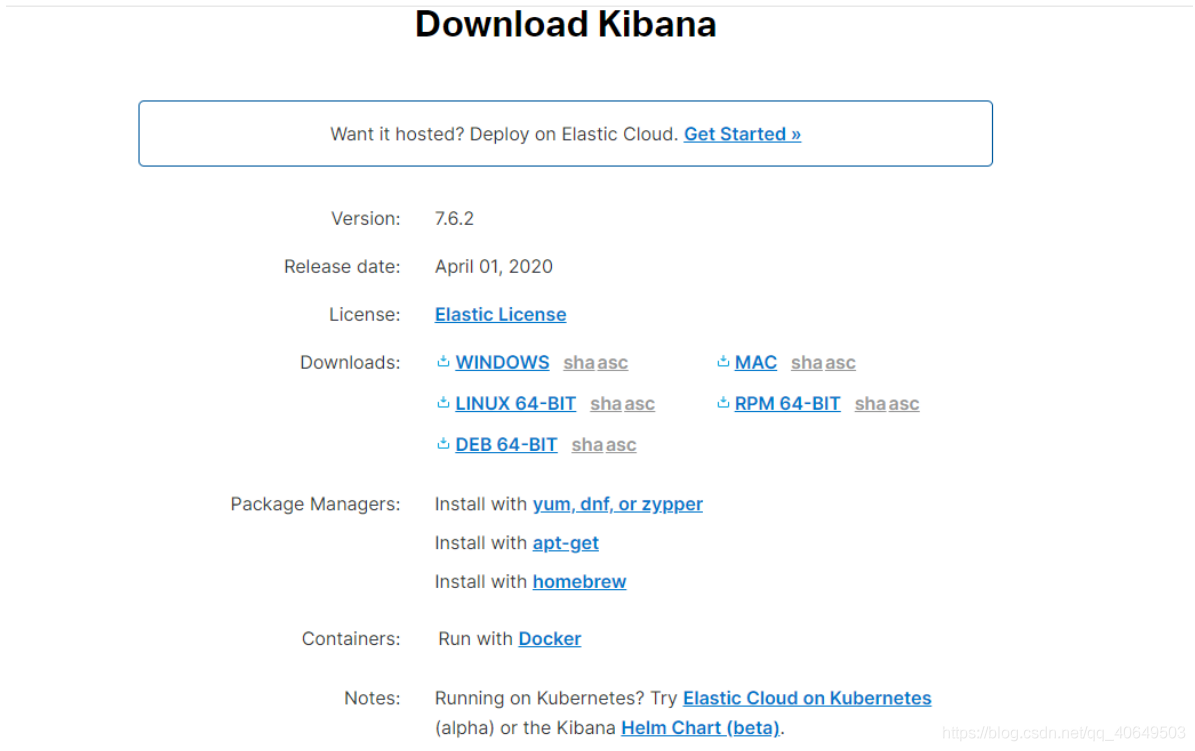 Download Kibana
Want it hosted? Deploy on Elastic Cloud. Get Started »
Version: 7.6.2
Release date: April 01, 2020
License: Elastic License
Downloads: WINDOWS sha asc MAC sha asc
LINUX 64-BIT sha asc RPM 64-BIT sha asc
DEB 64-BIT sha asc
Package Managers: Install with yum, dnf, or zypper
Install with apt-get
Install with homebrew
Containers: Run with Docker
Notes: Running on Kubernetes? Try Elastic Cloud on Kubernetes
(alpha) or the Kibana Helm Chart (beta).
https://blog.csdn.net/qq_40649503